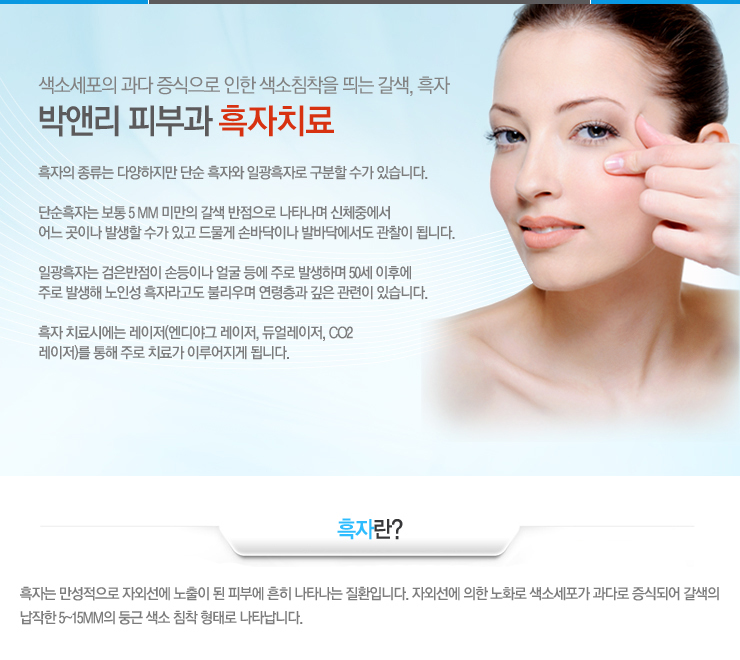 색소세포의 과다 증식으로 인한 색소침착을 띄는 갈색, 흑자
박앤리 피부과 흑자치료
흑자의 종류는 다양하지만 단순 흑자와 일광흑자로 구분할 수가 있습니다.
단순흑자는 보통 5 MM 미만의 갈색 반점으로 나타나며 신체중에서
어느 곳이나 발생할 수가 있고 드물게 손바닥이나 발바닥에서도 관찰이 됩니다.
일광흑자는 검은반점이 손등이나 얼굴 등에 주로 발생하며 50세 이후에
주로 발생해 노인성 흑자라고도 불리우며 연령층과 깊은 관련이 있습니다.
흑자 치료시에는 레이저(엔디야그 레이저, 듀얼레이저, CO2
레이저)를 통해 주로 치료가 이루어지게 됩니다.
흑자란?
흑자는 만성적으로 자외선에 노출이 된 피부에 흔히 나타나는 질환입니다. 자외선에 의한 노화로 색소세포가 과다로 증식되어 갈색의
납작한 5~15MM의 둥근 색소 침착 형태로 나타납니다.